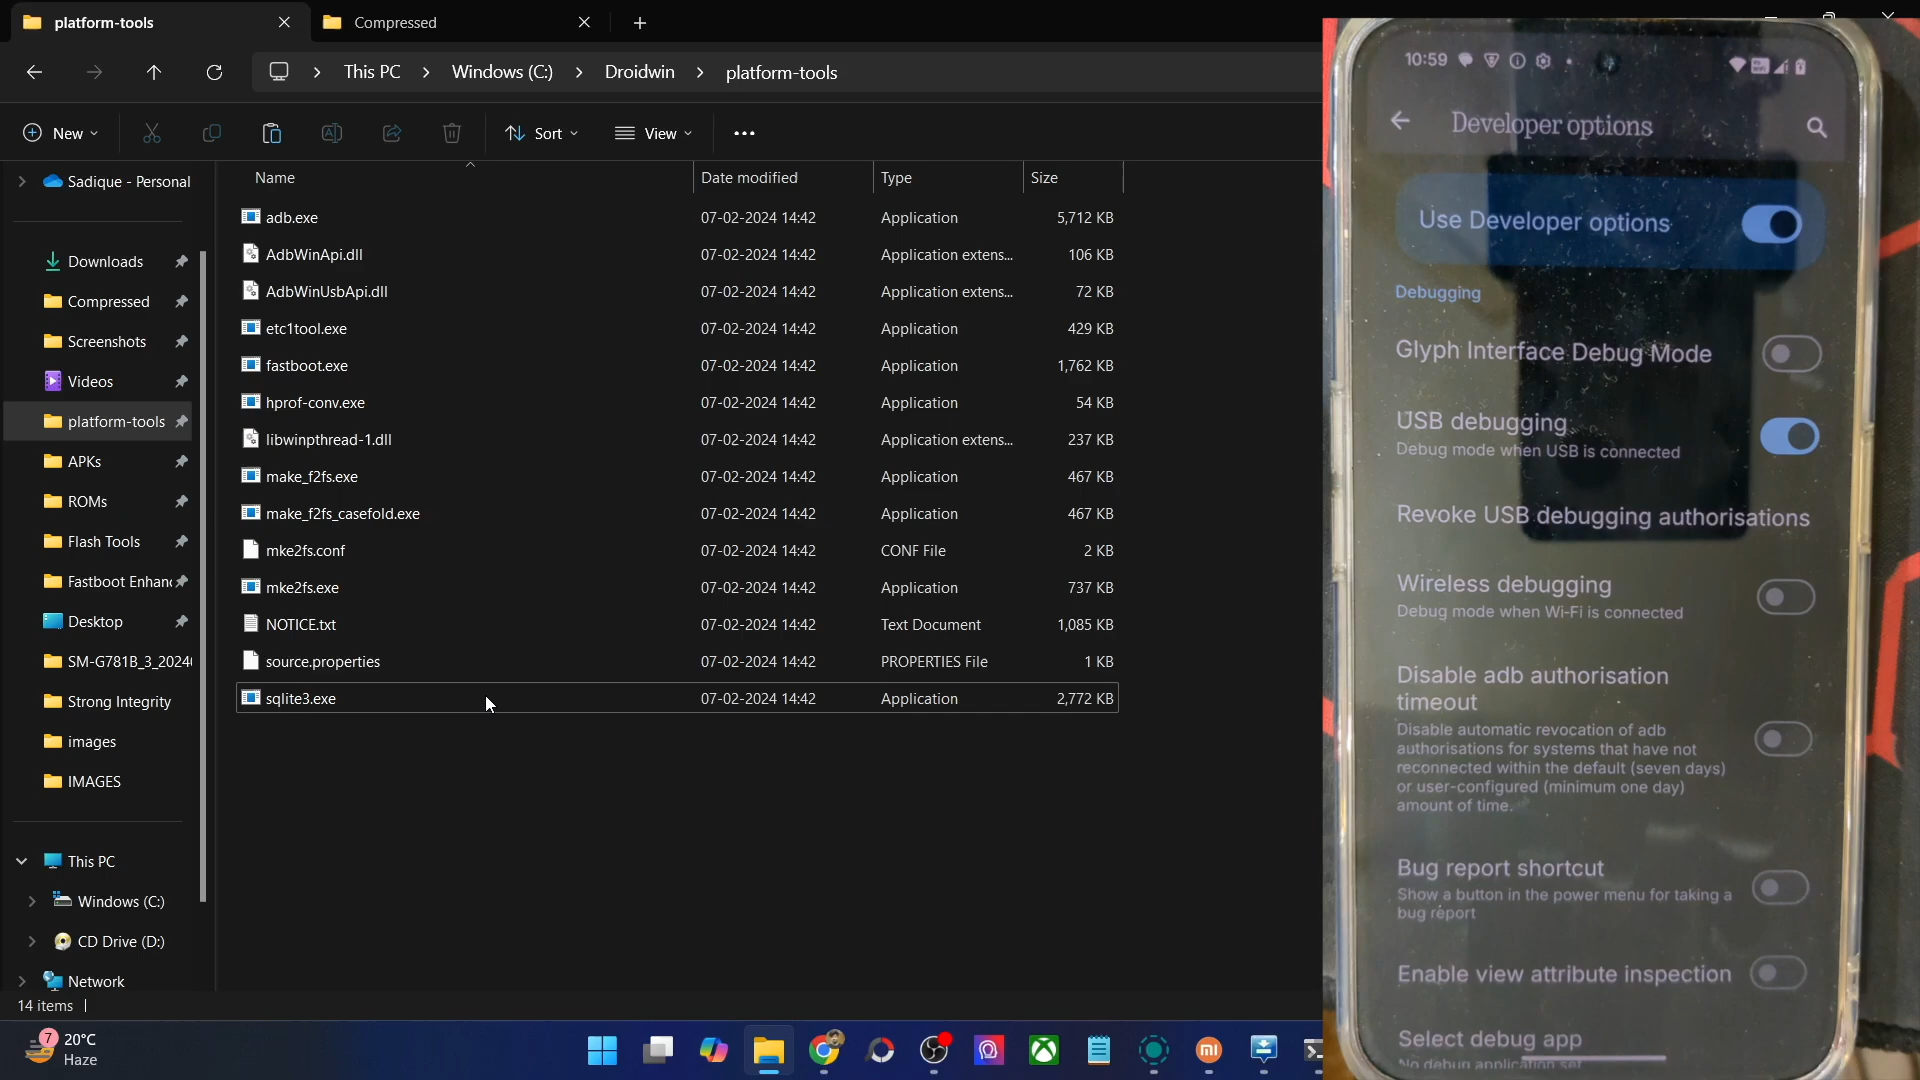 platform-tools
Compressed
This PC > Windows (C:) > Droidwin > platform-tools
New
Sort
View
Sadique - Personal
Downloads
Compressed
Screenshots
Videos
platform-tools
APKs
ROMs
Flash Tools
Fastboot Enhanc
Desktop
SM-G781B_3_2024
Strong Integrity
images
IMAGES
This PC
Windows (C:)
CD Drive (D:)
Network
Name Date modified Type Size
adb.exe 07-02-2024 14:42 Application 5,712 KB
AdbWinApi.dll 07-02-2024 14:42 Application extens... 106 KB
AdbWinUsbApi.dll 07-02-2024 14:42 Application extens... 72 KB
etc1tool.exe 07-02-2024 14:42 Application 429 KB
fastboot.exe 07-02-2024 14:42 Application 1,762 KB
hprof-conv.exe 07-02-2024 14:42 Application 54 KB
libwinpthread-1.dll 07-02-2024 14:42 Application extens... 237 KB
make_f2fs.exe 07-02-2024 14:42 Application 467 KB
make_f2fs_casefold.exe 07-02-2024 14:42 Application 467 KB
mke2fs.conf 07-02-2024 14:42 CONF File 2 KB
mke2fs.exe 07-02-2024 14:42 Application 737 KB
NOTICE.txt 07-02-2024 14:42 Text Document 1,085 KB
source.properties 07-02-2024 14:42 PROPERTIES File 1 KB
sqlite3.exe 07-02-2024 14:42 Application 2,772 KB
14 items
7
20°C
Haze
10:59
Developer options
Use Developer options
Debugging
Glyph Interface Debug Mode
USB debugging
Debug mode when USB is connected
Revoke USB debugging authorisations
Wireless debugging
Debug mode when Wi-Fi is connected
Disable adb authorisation
timeout
Disable automatic revocation of adb
authorisations for systems that have not
reconnected within the default (seven days)
or user-configured (minimum one day)
amount of time.
Bug report shortcut
Show a button in the power menu for taking a
bug report
Enable view attribute inspection
Select debug app
No debug application set